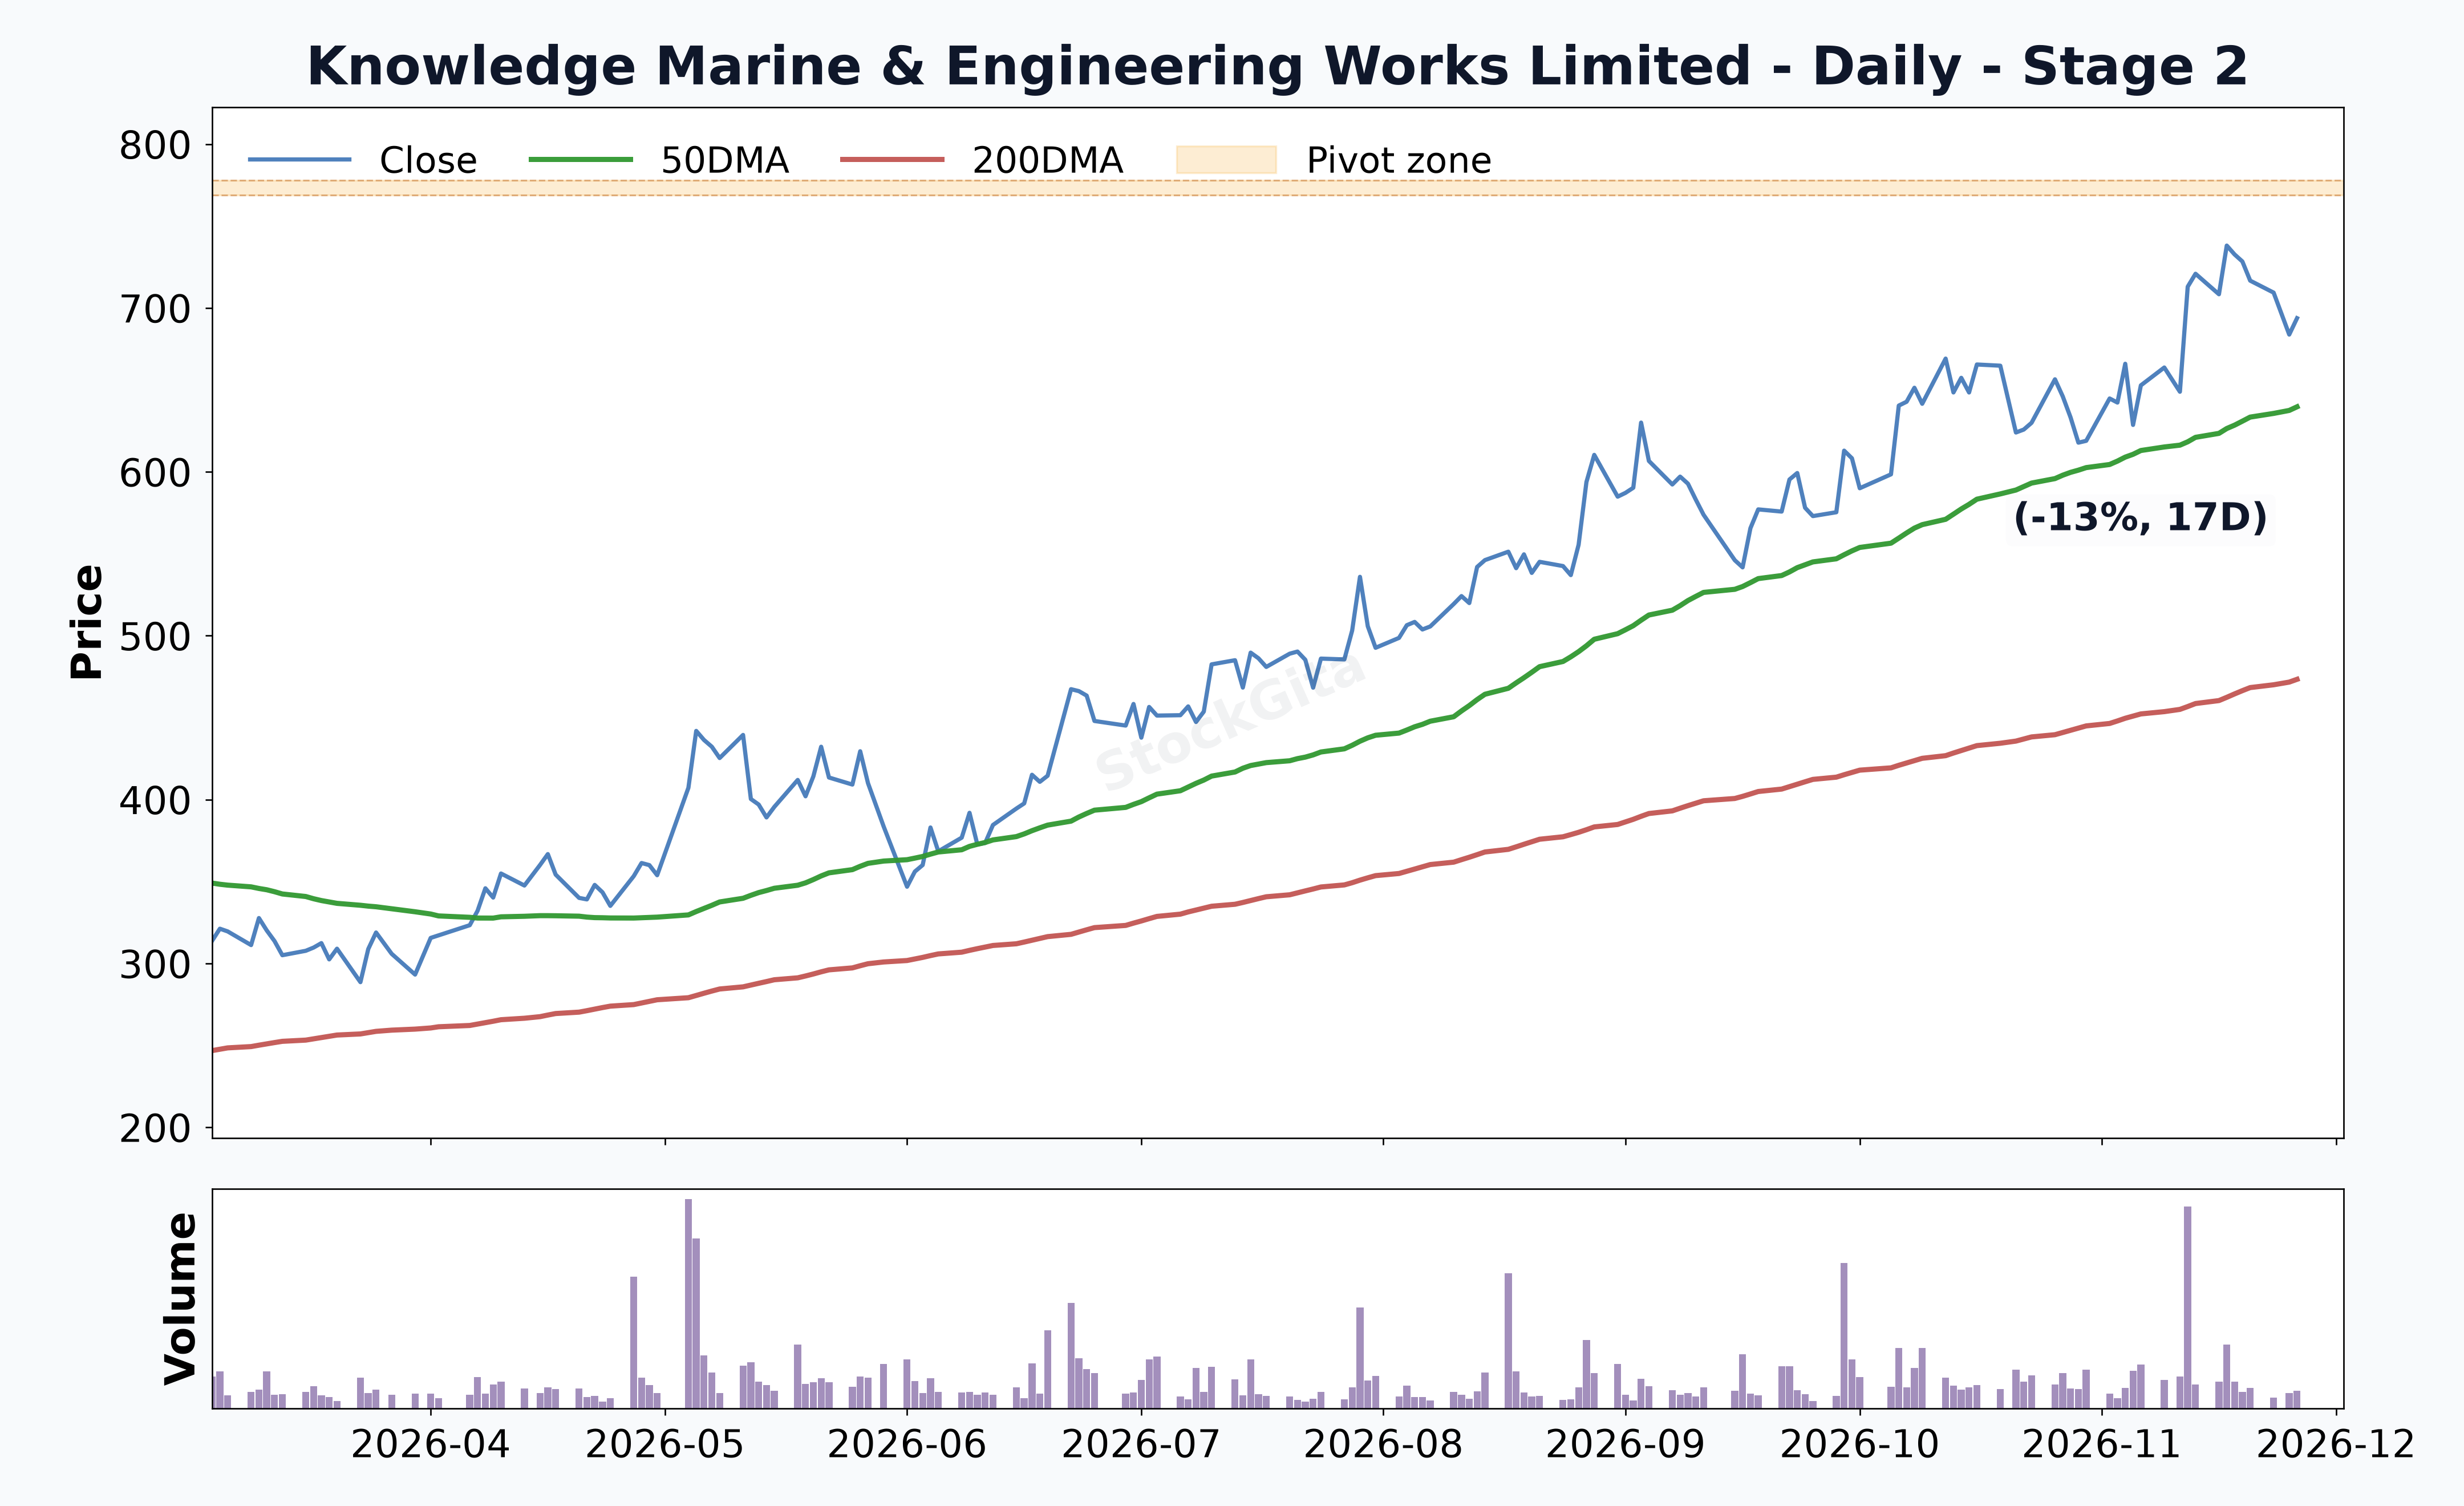 Knowledge Marine & Engineering Works Limited - Daily - Stage 2
Close 50DMA 200DMA Pivot zone
800
700
600
500
400
300
200
Price
(-13%, 17D)
StockGita
Volume
2026-04 2026-05 2026-06 2026-07 2026-08 2026-09 2026-10 2026-11 2026-12